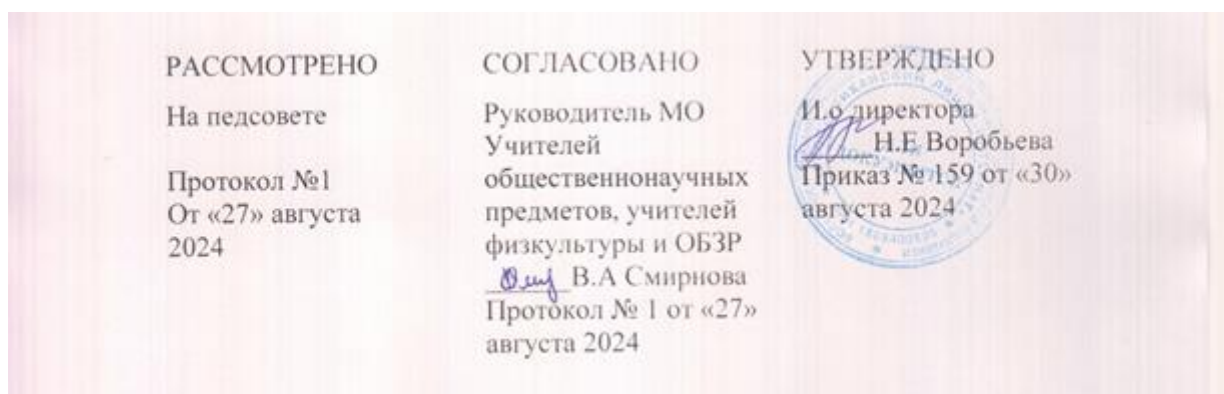 РАССМОТРЕНО
На педсовете
Протокол №1
От «27» августа
2024
СОГЛАСОВАНО
Руководитель МО
Учителей
общественнонаучных
предметов, учителей
физкультуры и ОБЗР
В.А Смирнова
Протокол № 1 от «27»
августа 2024
УТВЕРЖДЕНО
И.о директора
Н.Е Воробьева
Приказ № 159 от «30»
августа 2024